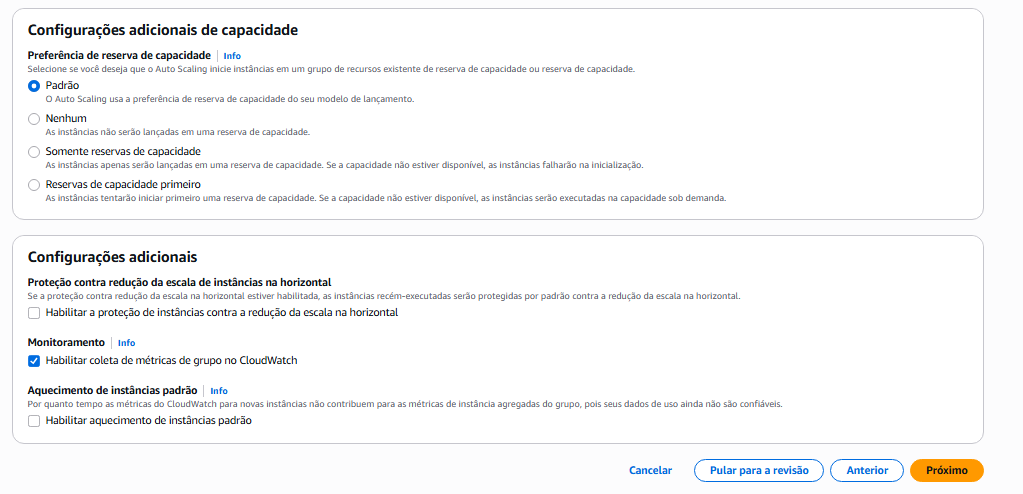 Configurações adicionais de capacidade
Preferência de reserva de capacidade | Info
Selecione se você deseja que o Auto Scaling inicie instâncias em um grupo de recursos existente de reserva de capacidade ou reserva de capacidade.
Padrão
O Auto Scaling usa a preferência de reserva de capacidade do seu modelo de lançamento.
Nenhum
As instâncias não serão lançadas em uma reserva de capacidade.
Somente reservas de capacidade
As instâncias apenas serão lançadas em uma reserva de capacidade. Se a capacidade não estiver disponível, as instâncias falharão na inicialização.
Reservas de capacidade primeiro
As instâncias tentarão iniciar primeiro uma reserva de capacidade. Se a capacidade não estiver disponível, as instâncias serão executadas na capacidade sob demanda.
Configurações adicionais
Proteção contra redução da escala de instâncias na horizontal
Se a proteção contra redução da escala na horizontal estiver habilitada, as instâncias recém-executadas serão protegidas por padrão contra a redução da escala na horizontal.
Habilitar a proteção de instâncias contra a redução da escala na horizontal
Monitoramento | Info
Habilitar coleta de métricas de grupo no CloudWatch
Aquecimento de instâncias padrão | Info
Por quanto tempo as métricas do CloudWatch para novas instâncias não contribuem para as métricas de instância agregadas do grupo, pois seus dados de uso ainda não são confiáveis.
Habilitar aquecimento de instâncias padrão
Cancelar Pular para a revisão Anterior Próximo